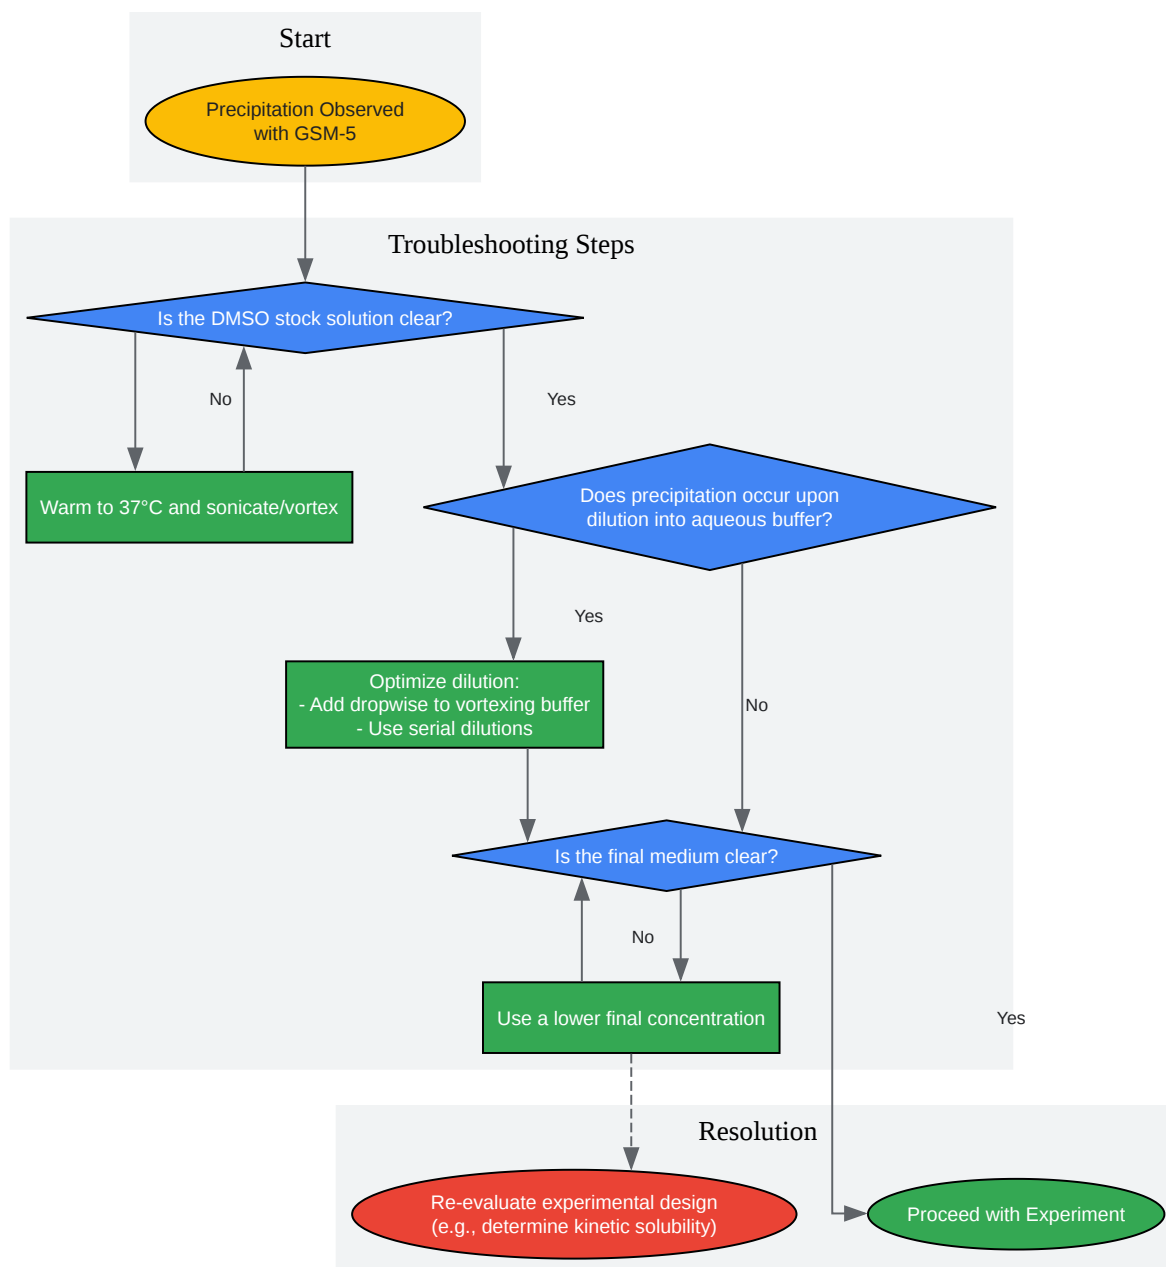 Start
Precipitation Observed
with GSM-5
Troubleshooting Steps
Is the DMSO stock solution clear?
No
Yes
Warm to 37°C and sonicate/vortex
Does precipitation occur upon
dilution into aqueous buffer?
Yes
Optimize dilution:
- Add dropwise to vortexing buffer
- Use serial dilutions
No
Is the final medium clear?
No
Use a lower final concentration
Yes
Resolution
Re-evaluate experimental design
(e.g., determine kinetic solubility)
Proceed with Experiment